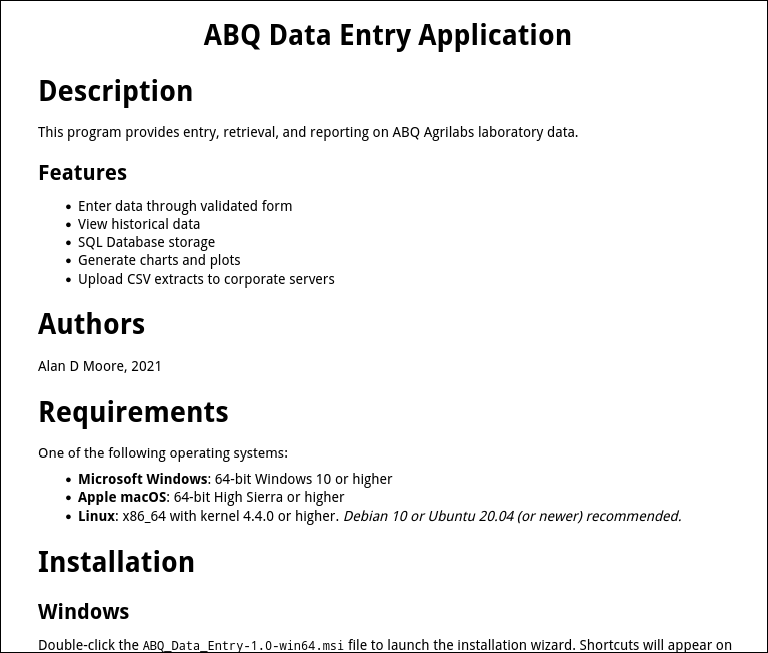 ABQ Data Entry Application
Description
This program provides entry, retrieval, and reporting on ABQ Agrilabs laboratory data.
Features
• Enter data through validated form
• View historical data
• SQL Database storage
• Generate charts and plots
• Upload CSV extracts to corporate servers
Authors
Alan D Moore, 2021
Requirements
One of the following operating systems:
• Microsoft Windows: 64-bit Windows 10 or higher
• Apple macOS: 64-bit High Sierra or higher
• Linux: x86_64 with kernel 4.4.0 or higher. Debian 10 or Ubuntu 20.04 (or newer) recommended.
Installation
Windows
Double-click the ABQ_Data_Entry-1.0-win64.msi file to launch the installation wizard. Shortcuts will appear on